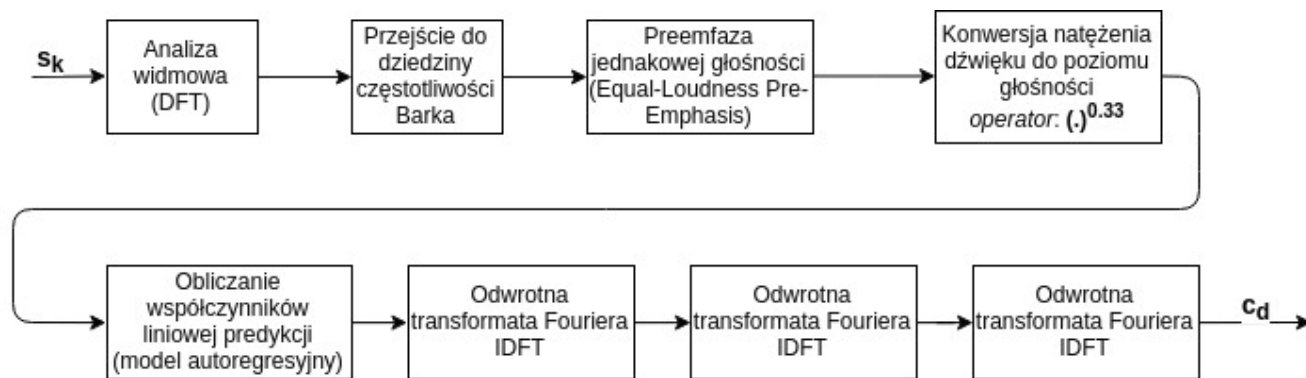 s_k
Analiza
widmowa
(DFT)
Przejście do
dziedziny
częstotliwości
Barka
Preemfaza
jednakowej głośności
(Equal-Loudness Pre-
Emphasis)
Konwersja natężenia
dźwięku do poziomu
głośności
operator: (.)^0.33
Obliczanie
współczynników
liniowej predykcji
(model autoregresyjny)
Odwrotna
transformata Fouriera
IDFT
Odwrotna
transformata Fouriera
IDFT
Odwrotna
transformata Fouriera
IDFT
c_d